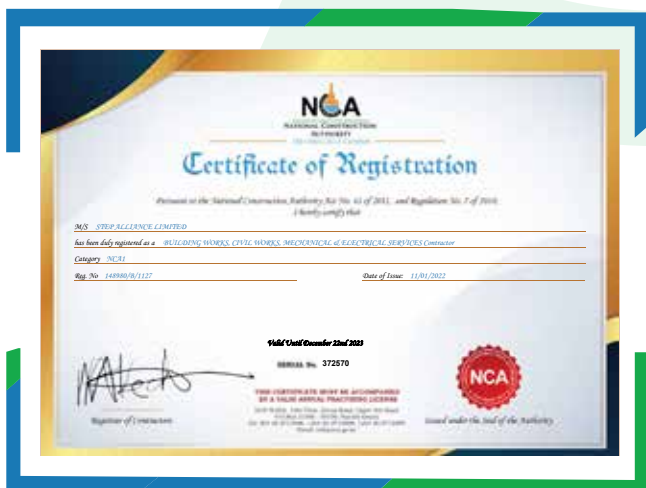 NCA
NATIONAL CONSTRUCTION
AUTHORITY
Certificate of Registration
Pursuant to the National Construction Authority Act No. 41 of 2011, and Regulation No. 7 of
I hereby certify that
M/S STEP ALLIANCE LIMITED
has been duly registered as a BUILDING WORKS, CIVIL WORKS, MECHANICAL & ELECTRICAL SERVICES Contractor
Category NCA1
Reg. No 148980/B/1127 Date of Issue: 11/01/2022
Valid Until December 22nd 2023
SERIAL No. 372570
THIS CERTIFICATE MUST BE ACCOMPANIED
BY A VALID ANNUAL PRACTISING LICENSE
NCA
Registrar of Contractors
Issued under the Seal of the Authority